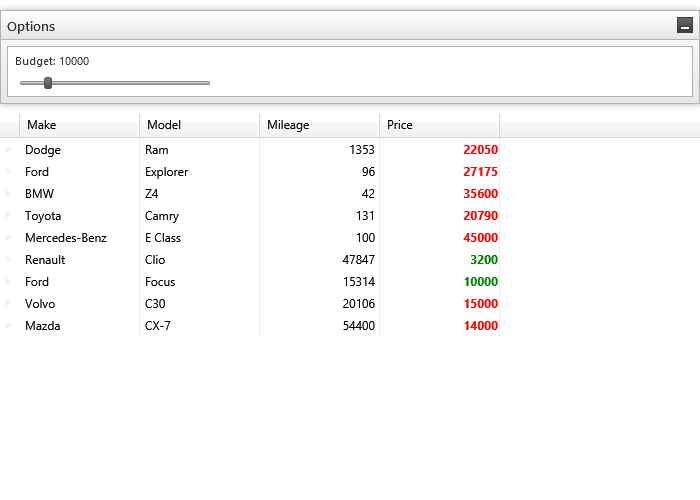 Options
Budget: 10000
Make Model Mileage Price
Dodge Ram 1353 22050
Ford Explorer 96 27175
BMW Z4 42 35600
Toyota Camry 131 20790
Mercedes-Benz E Class 100 45000
Renault Clio 47847 3200
Ford Focus 15314 10000
Volvo C30 20106 15000
Mazda CX-7 54400 14000